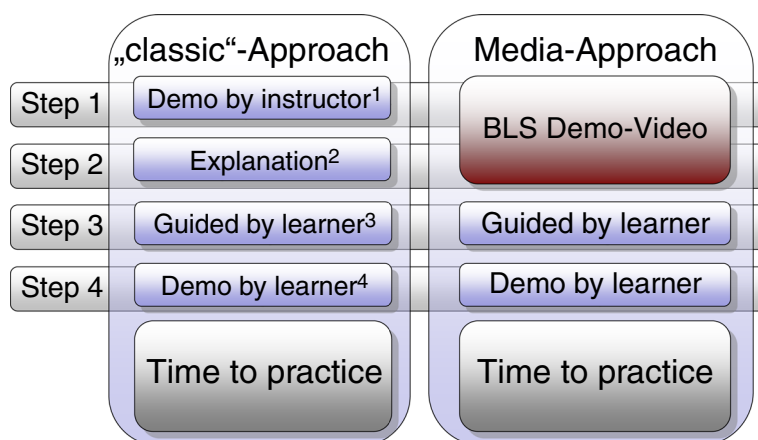 „classic“-Approach Media-Approach
Step 1 Demo by instructor¹ BLS Demo-Video
Step 2 Explanation²
Step 3 Guided by learner³ Guided by learner
Step 4 Demo by learner⁴ Demo by learner
Time to practice Time to practice